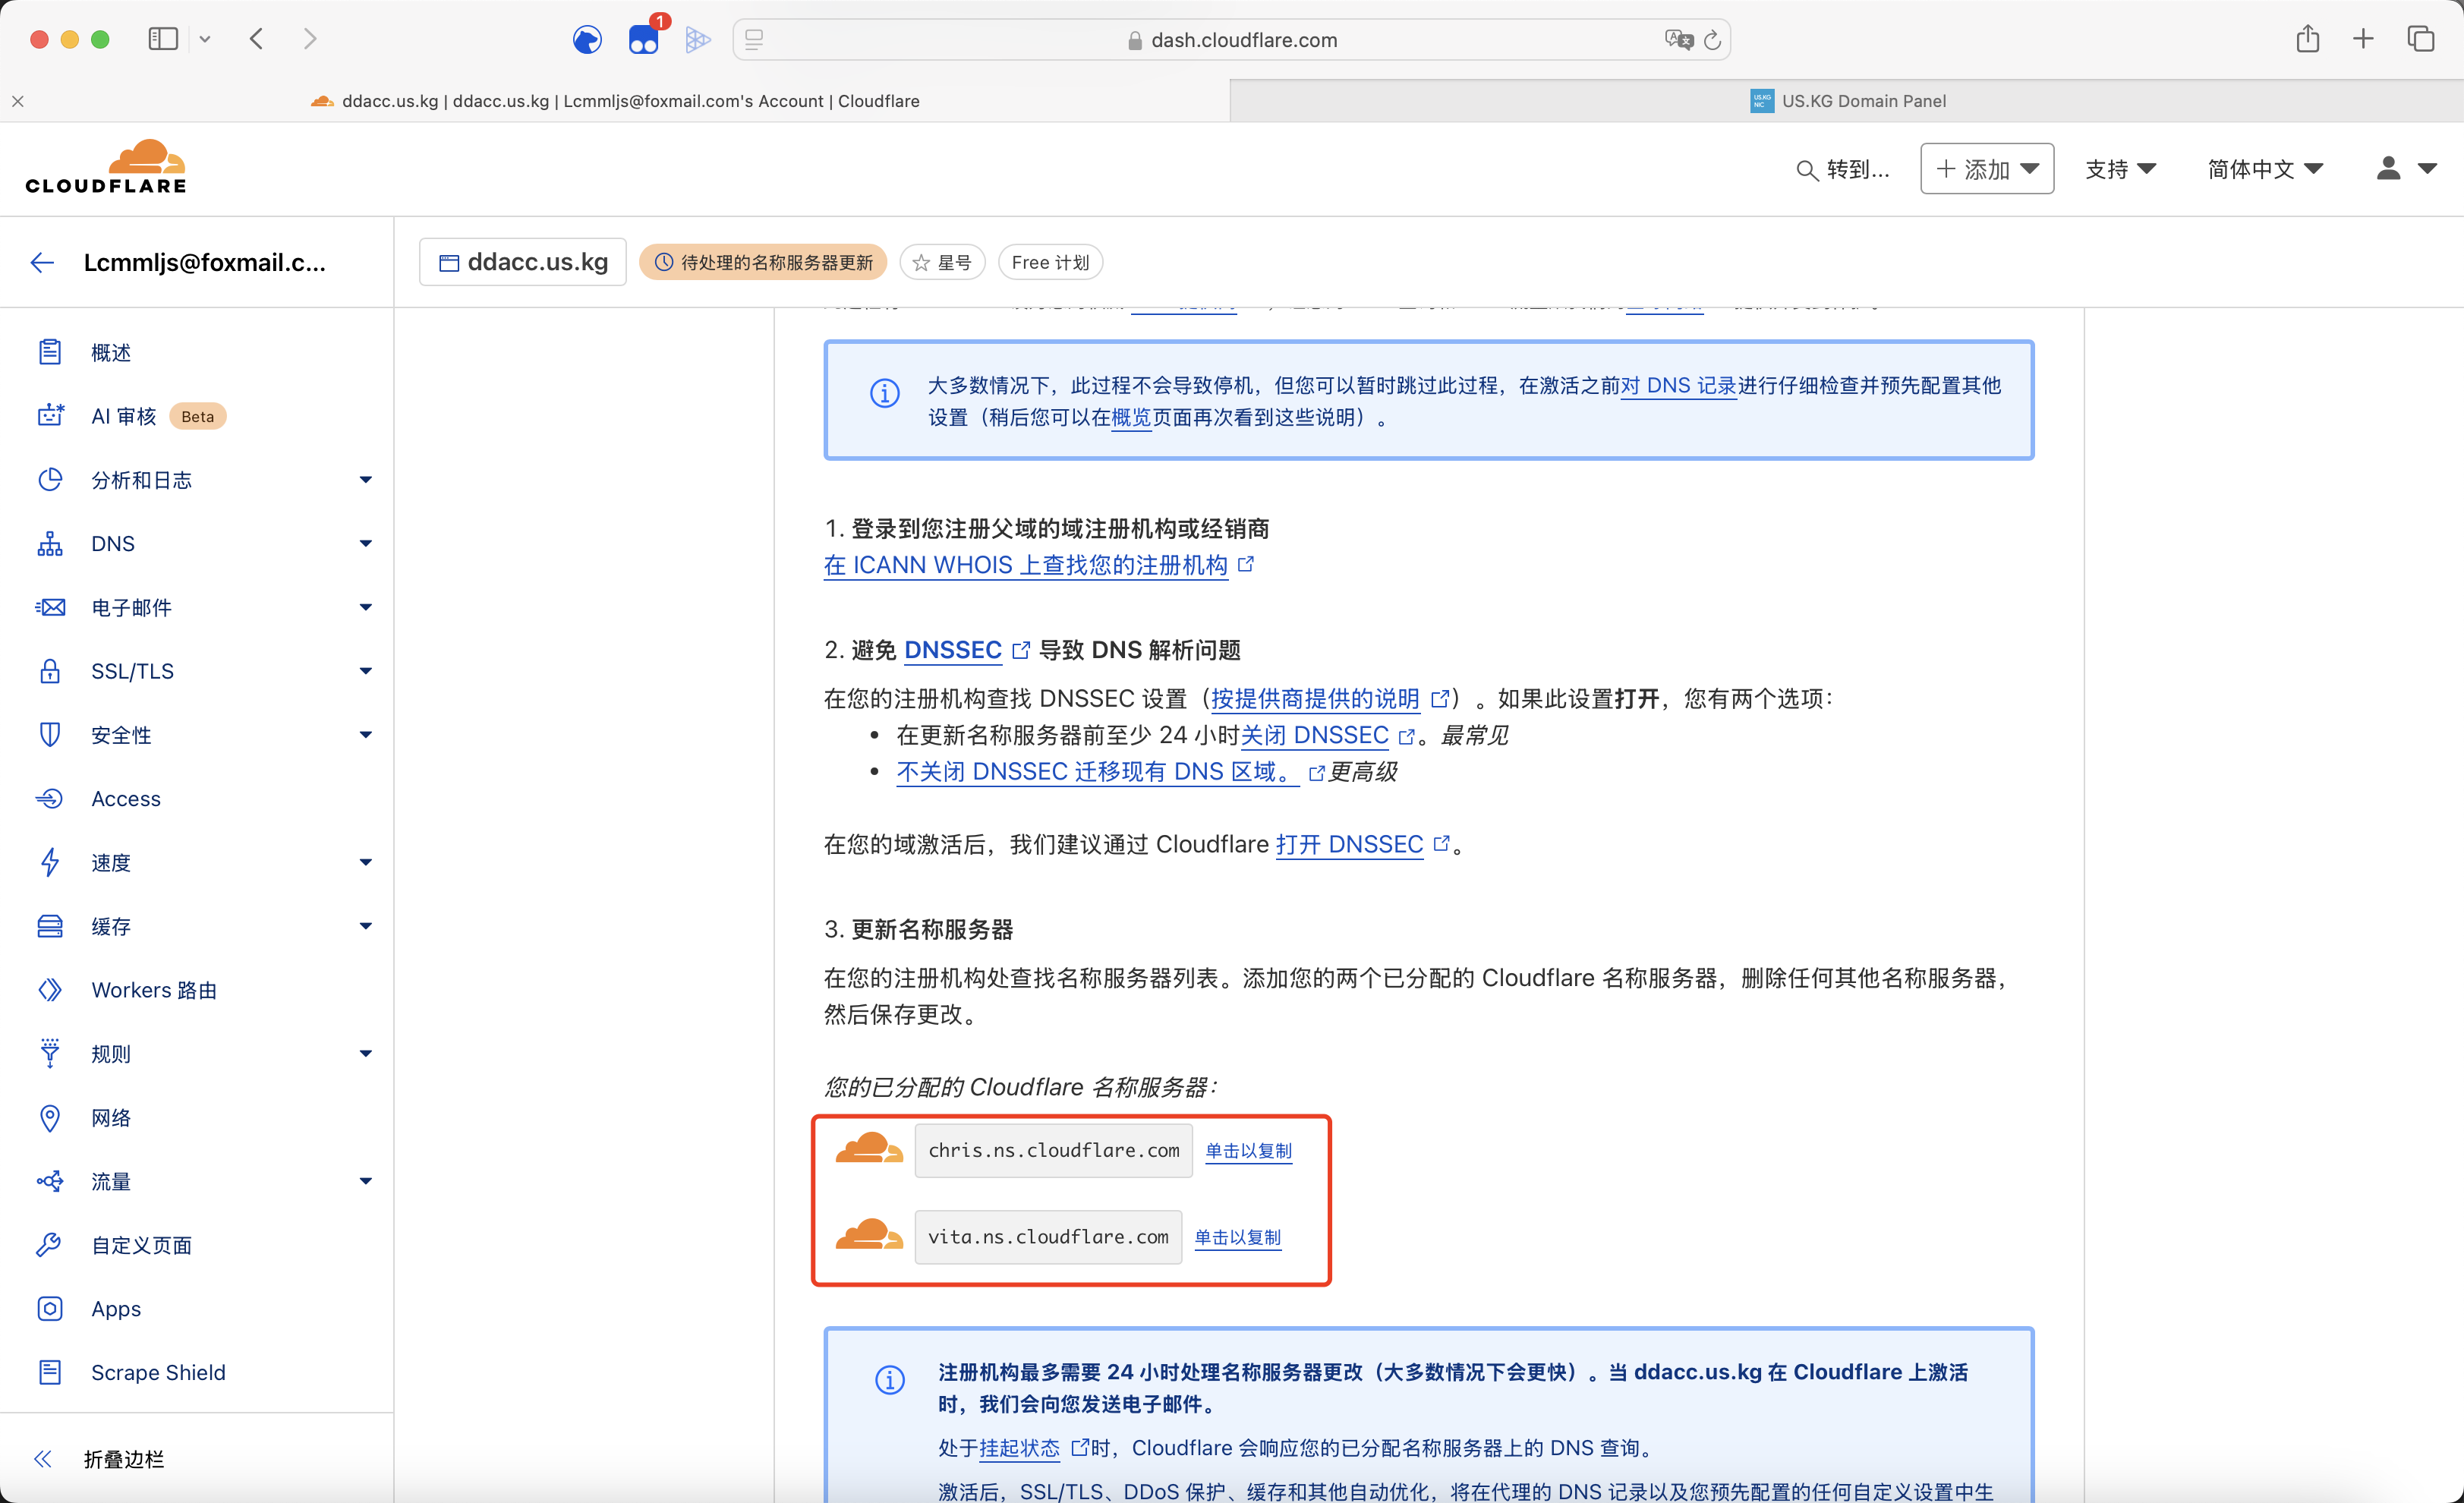 1
dash.cloudflare.com
ddacc.us.kg | ddacc.us.kg | Lcmmljs@foxmail.com's Account | Cloudflare
US.KG NIC
US.KG Domain Panel
CLOUDFLARE
转到...
添加
支持
简体中文
Lcmmljs@foxmail.c...
ddacc.us.kg
待处理的名称服务器更新
星号
Free 计划
概述
AI 审核 Beta
分析和日志
DNS
电子邮件
SSL/TLS
安全性
Access
速度
缓存
Workers 路由
规则
网络
流量
自定义页面
Apps
Scrape Shield
折叠边栏
大多数情况下，此过程不会导致停机，但您可以暂时跳过此过程，在激活之前对 DNS 记录进行仔细检查并预先配置其他
设置（稍后您可以在概览页面再次看到这些说明）。
1. 登录到您注册父域的域注册机构或经销商
在 ICANN WHOIS 上查找您的注册机构
2. 避免 DNSSEC 导致 DNS 解析问题
在您的注册机构查找 DNSSEC 设置（按提供商提供的说明）。如果此设置打开，您有两个选项：
• 在更新名称服务器前至少 24 小时关闭 DNSSEC。最常见
• 不关闭 DNSSEC 迁移现有 DNS 区域。更高级
在您的域激活后，我们建议通过 Cloudflare 打开 DNSSEC。
3. 更新名称服务器
在您的注册机构处查找名称服务器列表。添加您的两个已分配的 Cloudflare 名称服务器，删除任何其他名称服务器，
然后保存更改。
您的已分配的 Cloudflare 名称服务器：
chris.ns.cloudflare.com 单击以复制
vita.ns.cloudflare.com 单击以复制
注册机构最多需要 24 小时处理名称服务器更改（大多数情况下会更快）。当 ddacc.us.kg 在 Cloudflare 上激活
时，我们会向您发送电子邮件。
处于挂起状态时，Cloudflare 会响应您的已分配名称服务器上的 DNS 查询。
激活后，SSL/TLS、DDoS 保护、缓存和其他自动优化，将在代理的 DNS 记录以及您预先配置的任何自定义设置中生